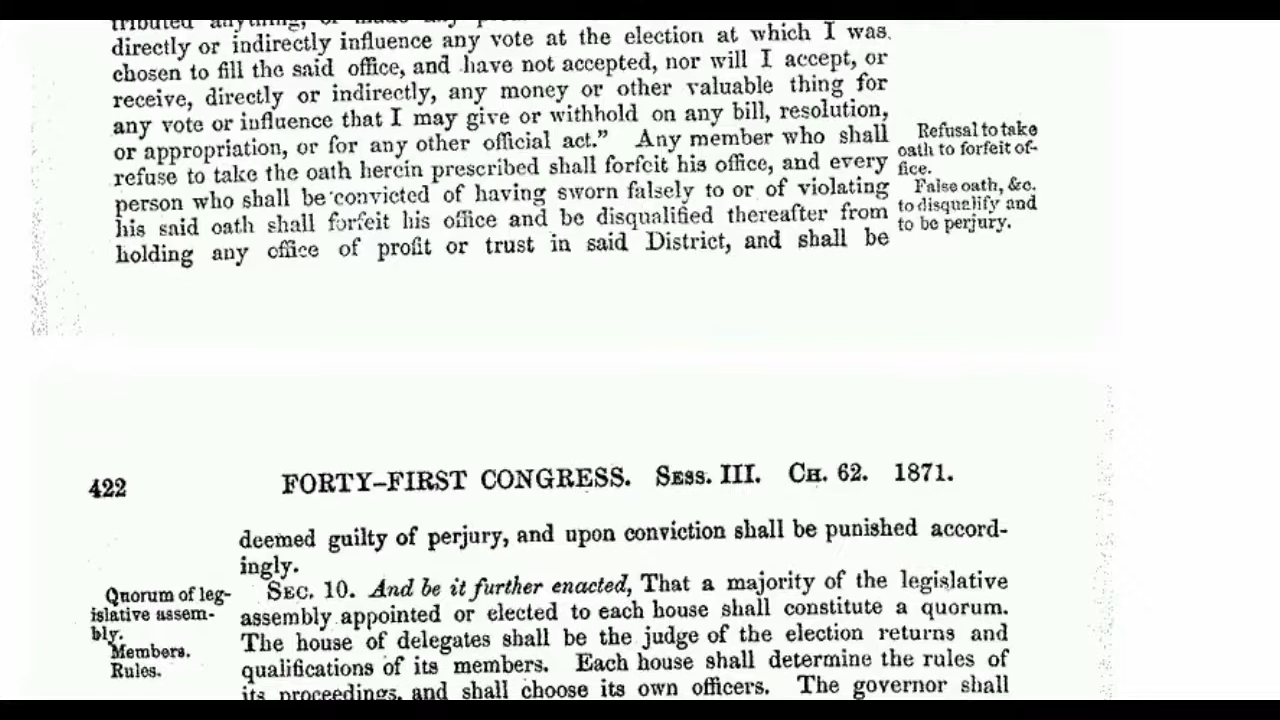 directly or indirectly influence any vote at the election at which I was
chosen to fill the said office, and have not accepted, nor will I accept, or
receive, directly or indirectly, any money or other valuable thing for
any vote or influence that I may give or withhold on any bill, resolution,
or appropriation, or for any other official act.” Any member who shall
refuse to take the oath herein prescribed shall forfeit his office, and every
person who shall be convicted of having sworn falsely to or of violating
his said oath shall forfeit his office and be disqualified thereafter from
holding any office of profit or trust in said District, and shall be
Refusal to take
oath to forfeit of-
fice.
False oath, &c.
to disqualify and
to be perjury.
422 FORTY-FIRST CONGRESS. SESS. III. CH. 62. 1871.
deemed guilty of perjury, and upon conviction shall be punished accord-
ingly.
Quorum of leg-
islative assem-
bly.
Members.
Rules.
SEC. 10. And be it further enacted, That a majority of the legislative
assembly appointed or elected to each house shall constitute a quorum.
The house of delegates shall be the judge of the election returns and
qualifications of its members. Each house shall determine the rules of
its proceedings, and shall choose its own officers. The governor shall